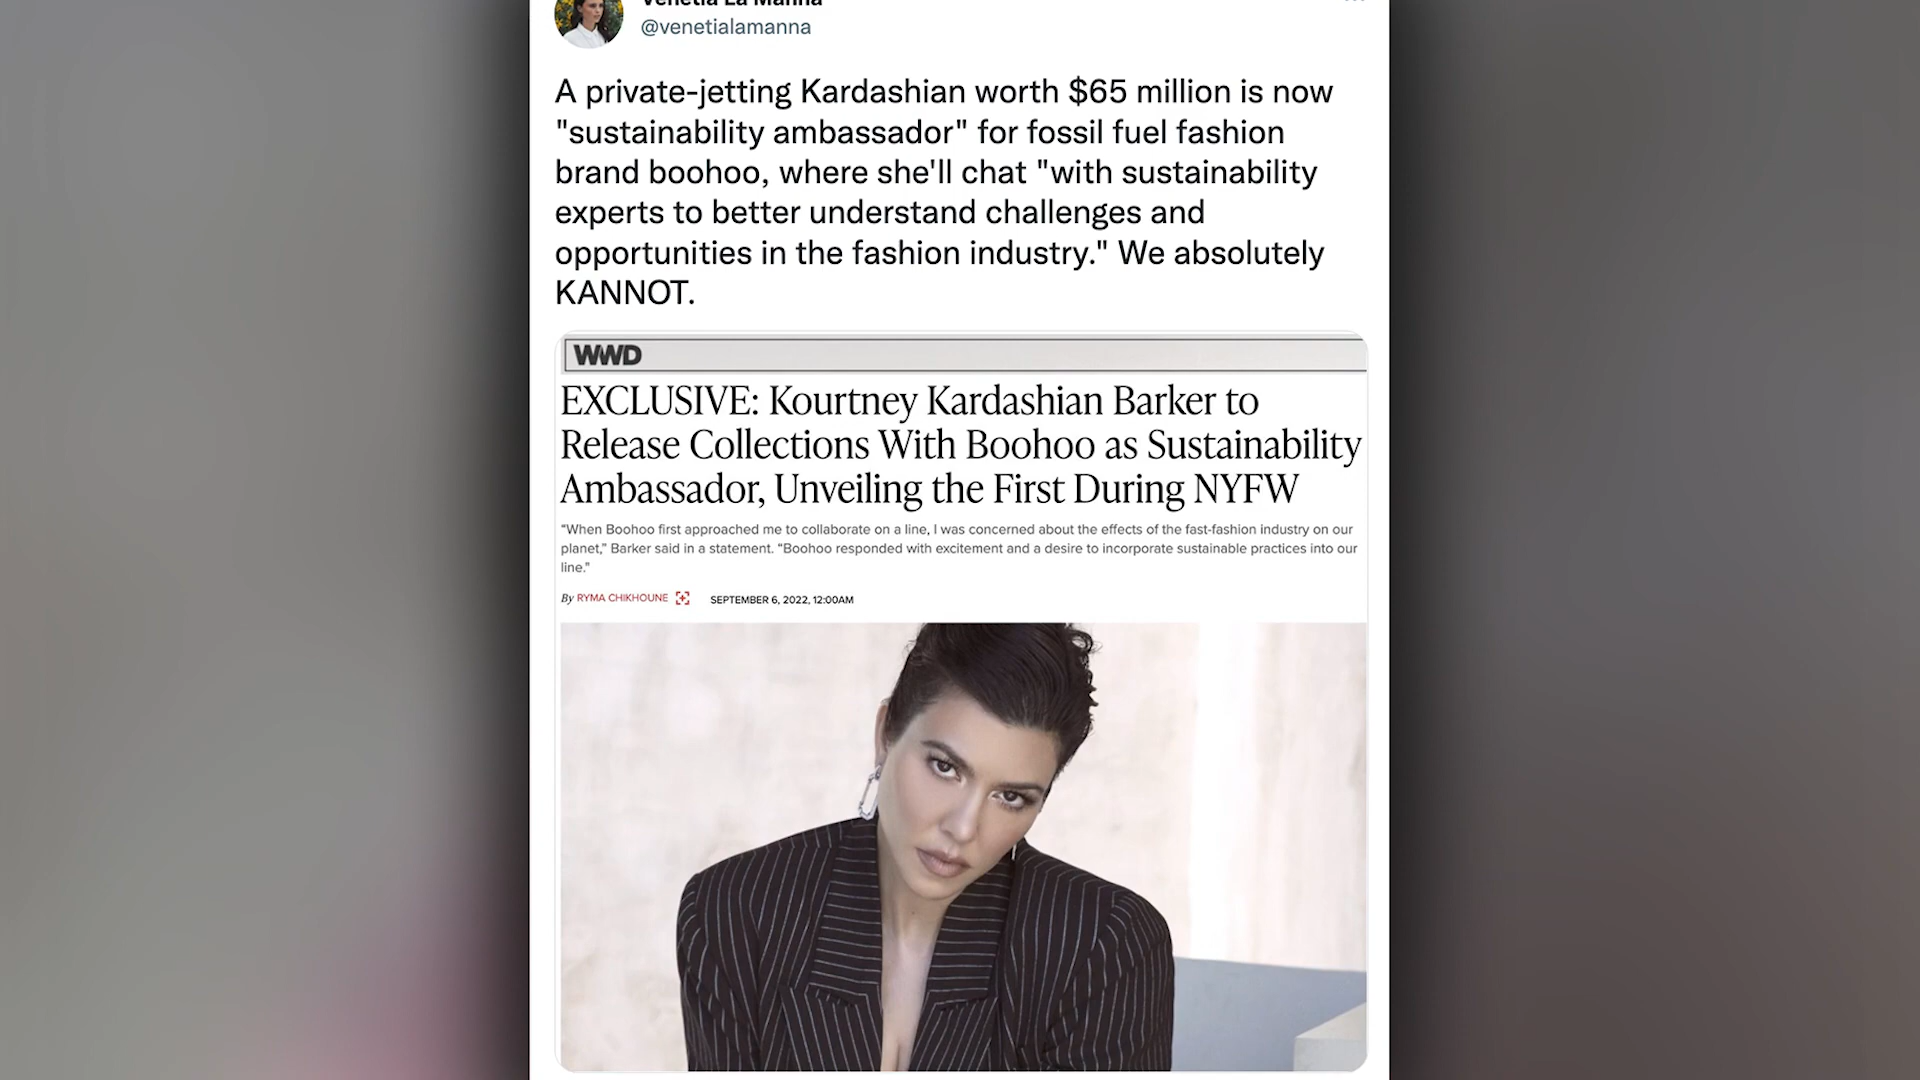 Venetia La Manna
@venetialamanna
A private-jetting Kardashian worth $65 million is now
"sustainability ambassador" for fossil fuel fashion
brand boohoo, where she'll chat "with sustainability
experts to better understand challenges and
opportunities in the fashion industry." We absolutely
KANNOT.
WWD
EXCLUSIVE: Kourtney Kardashian Barker to
Release Collections With Boohoo as Sustainability
Ambassador, Unveiling the First During NYFW
"When Boohoo first approached me to collaborate on a line, I was concerned about the effects of the fast-fashion industry on our
planet," Barker said in a statement. "Boohoo responded with excitement and a desire to incorporate sustainable practices into our
line."
By RYMA CHIKHOUNE SEPTEMBER 6, 2022, 12:00AM